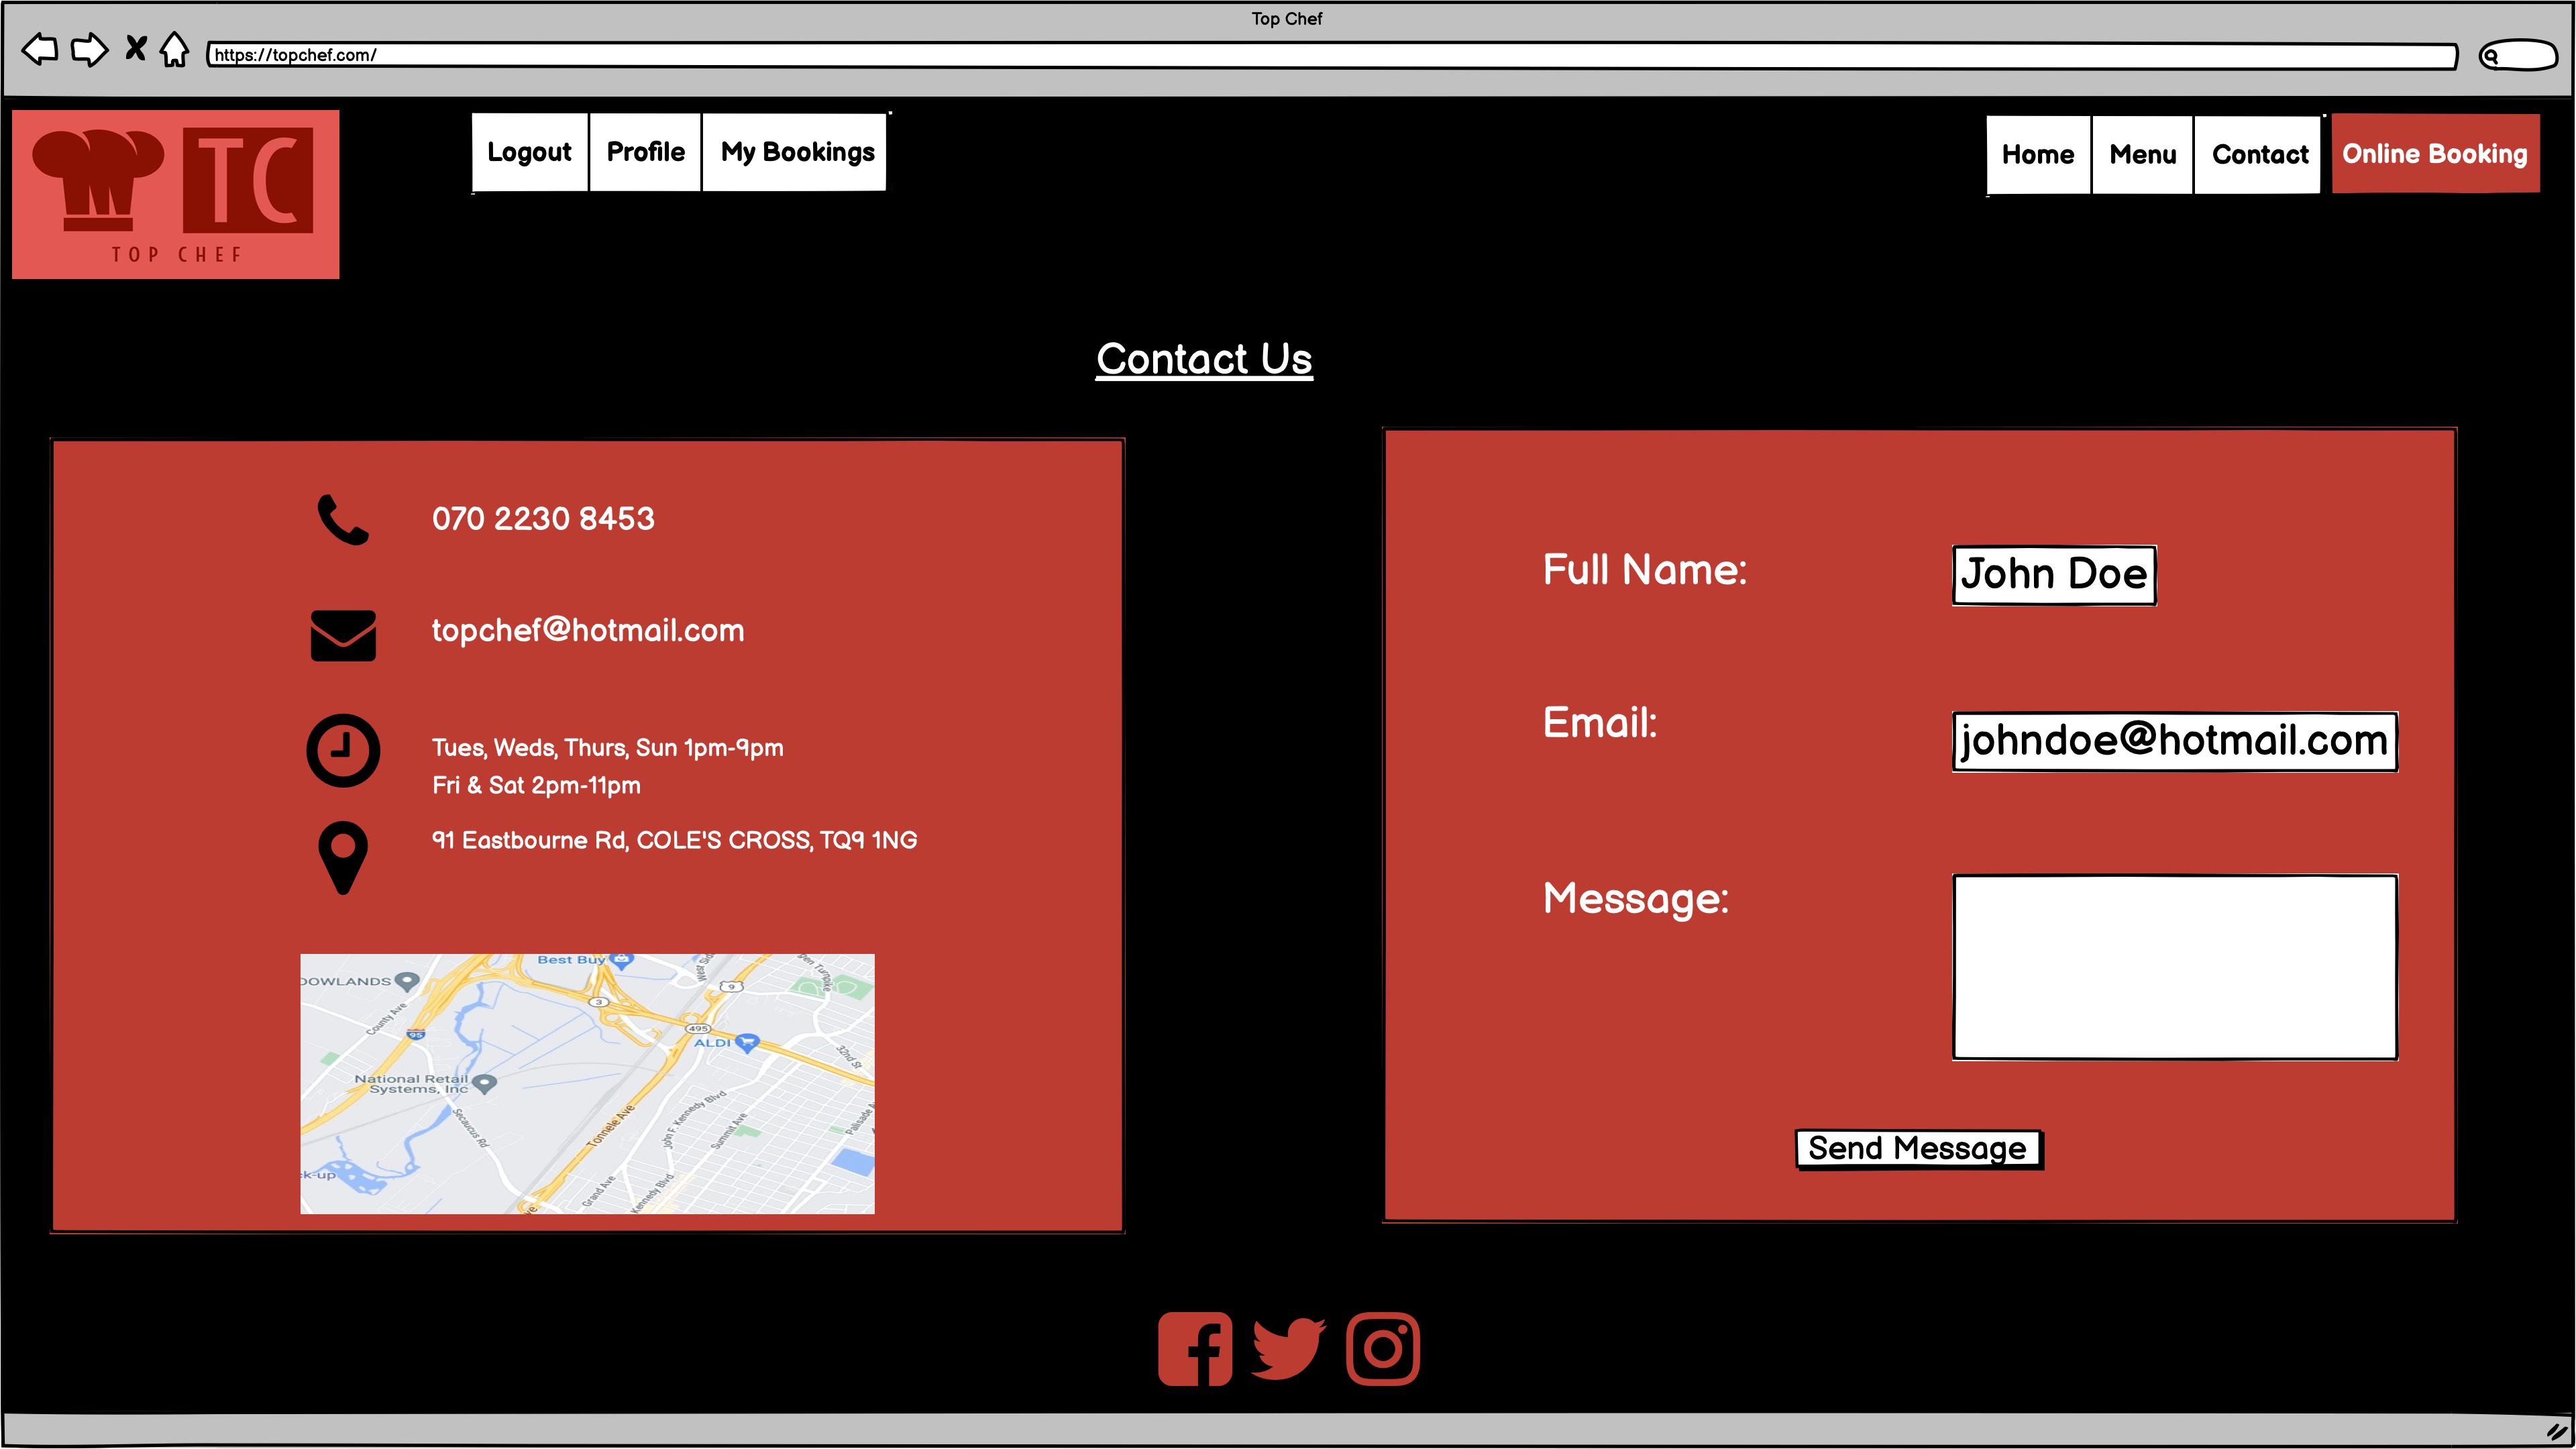 Top Chef
https://topchef.com/
TC
TOP CHEF
Logout Profile My Bookings
Home Menu Contact Online Booking
Contact Us
070 2230 8453
topchef@hotmail.com
Tues, Weds, Thurs, Sun 1pm-9pm
Fri & Sat 2pm-11pm
91 Eastbourne Rd, COLE'S CROSS, TQ9 1NG
Best Buy
DOWLANDS
County Ave
95
3
9
495
ALDI
32nd St
National Retail
Systems, Inc
Secaucus Rd
Tonnele Ave
John F. Kennedy Blvd
Summit Ave
Grand Ave
Kennedy Blvd
k-up
Full Name:
John Doe
Email:
johndoe@hotmail.com
Message:
Send Message